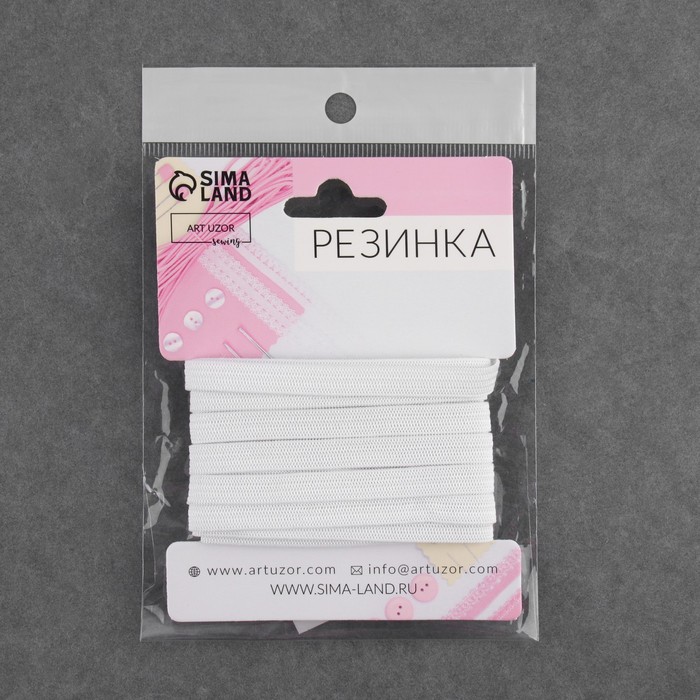 SIMA
LAND
ART UZOR
sewing
РЕЗИНКА
www.artuzor.com info@artuzor.com
WWW.SIMA-LAND.RU